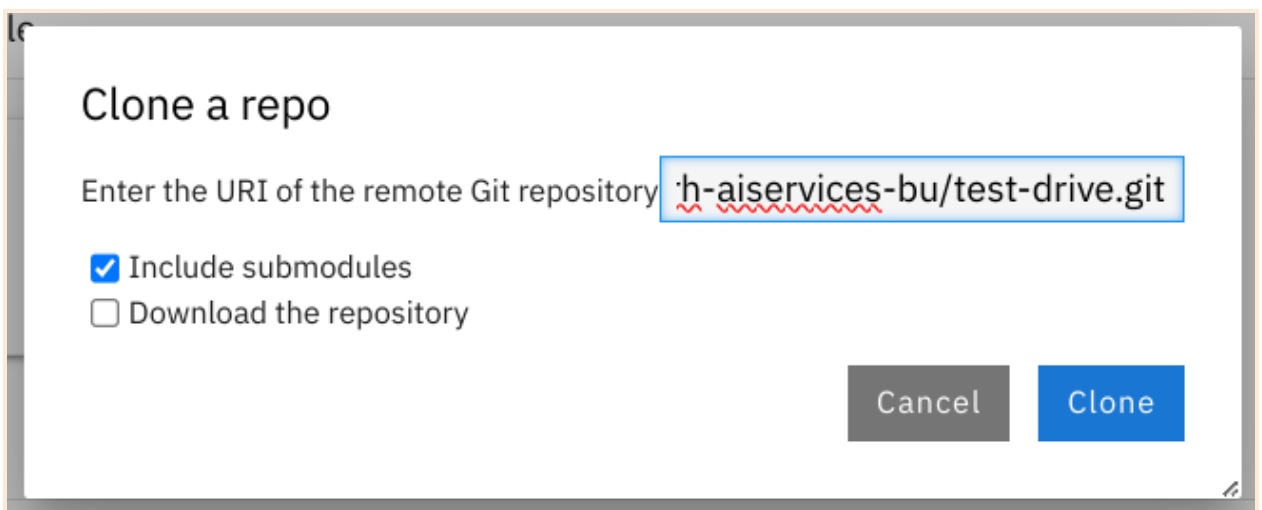 le
Clone a repo
Enter the URI of the remote Git repository h-aiservices-bu/test-drive.git
Include submodules
Download the repository
Cancel Clone